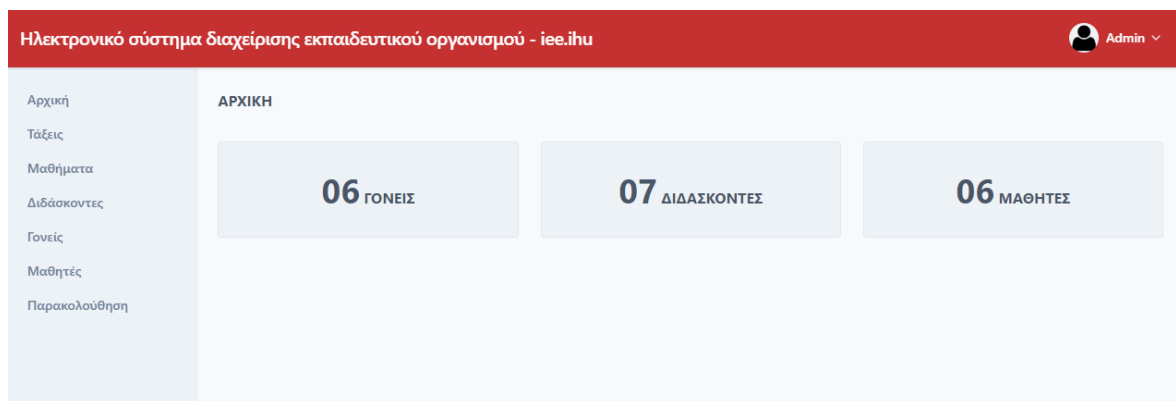 Ηλεκτρονικό σύστημα διαχείρισης εκπαιδευτικού οργανισμού - iee.ihu
Admin
Αρχική
Τάξεις
Μαθήματα
Διδάσκοντες
Γονείς
Μαθητές
Παρακολούθηση
ΑΡΧΙΚΗ
06 ΓΟΝΕΙΣ
07 ΔΙΔΑΣΚΟΝΤΕΣ
06 ΜΑΘΗΤΕΣ